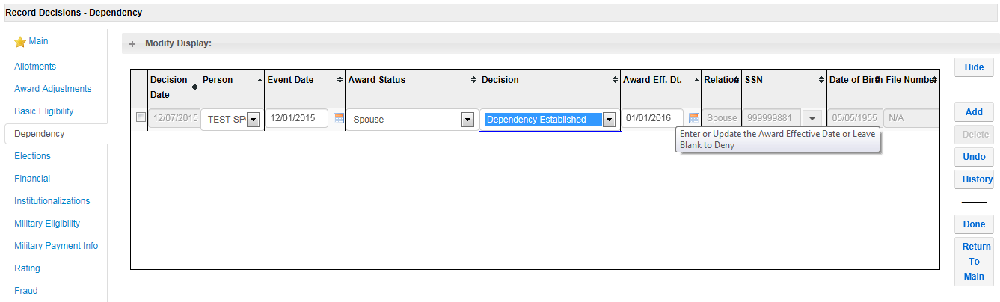 Record Decisions - Dependency
Main
Allotments
Award Adjustments
Basic Eligibility
Dependency
Elections
Financial
Institutionalizations
Military Eligibility
Military Payment Info
Rating
Fraud
+ Modify Display:
Decision Date Person Event Date Award Status Decision Award Eff. Dt. Relation SSN Date of Birth File Number
12/07/2015 TEST SP 12/01/2015 Spouse Dependency Established 01/01/2016 Spouse 999999881 05/05/1955 N/A
Enter or Update the Award Effective Date or Leave
Blank to Deny
Hide
Add
Delete
Undo
History
Done
Return
To
Main